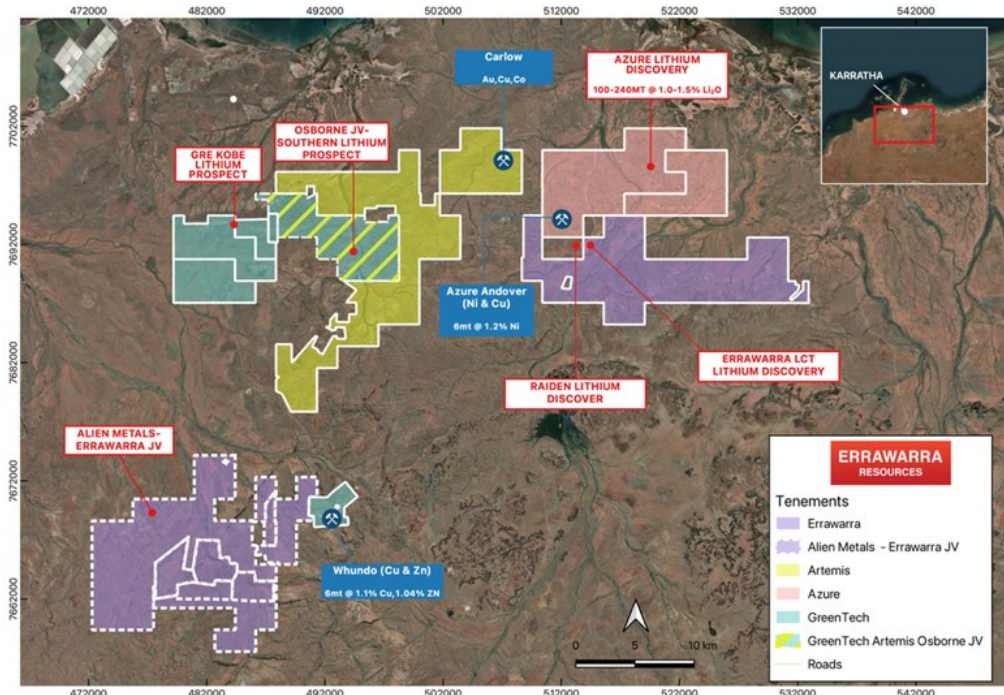 472000
482000
492000
502000
512000
522000
532000
542000
Carlow
Au,Cu,Co
AZURE LITHIUM
DISCOVERY
100-240MT @ 1.0-1.5% Li₂O
KARRATHA
OSBORNE JV-
SOUTHERN LITHIUM
PROSPECT
GRE KOBE
LITHIUM
PROSPECT
7702000
7692000
7682000
7672000
7662000
7702000
7692000
7682000
Azure Andover
(Ni & Cu)
6mt @ 1.2% Ni
RAIDEN LITHIUM
DISCOVER
ERRAWARRA LCT
LITHIUM DISCOVERY
ALIEN METALS-
ERRAWARRA JV
Whundo (Cu & Zn)
6mt @ 1.1% Cu,1.04% ZN
0 5 10 km
ERRAWARRA
RESOURCES
Tenements
Errawarra
Alien Metals - Errawarra JV
Artemis
Azure
GreenTech
GreenTech Artemis Osborne JV
Roads
472000
482000
492000
502000
512000
522000
532000
542000